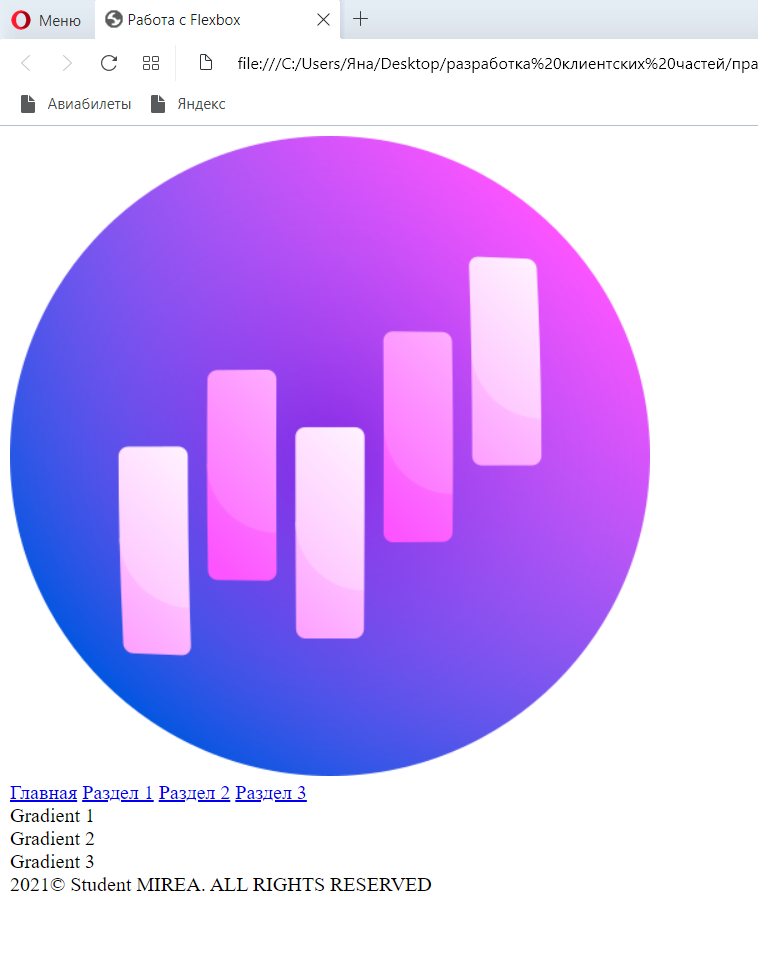 Меню
Работа с Flexbox
file:///C:/Users/Яна/Desktop/разработка%20клиентских%20частей/пра
Авиабилеты Яндекс
Главная Раздел 1 Раздел 2 Раздел 3
Gradient 1
Gradient 2
Gradient 3
2021© Student MIREA. ALL RIGHTS RESERVED